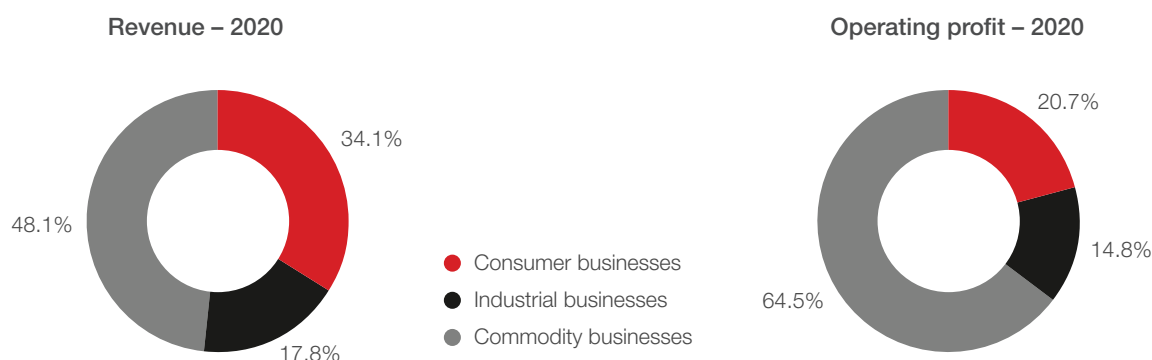 Revenue – 2020
34.1%
48.1%
17.8%
Consumer businesses
Industrial businesses
Commodity businesses
Operating profit – 2020
20.7%
14.8%
64.5%